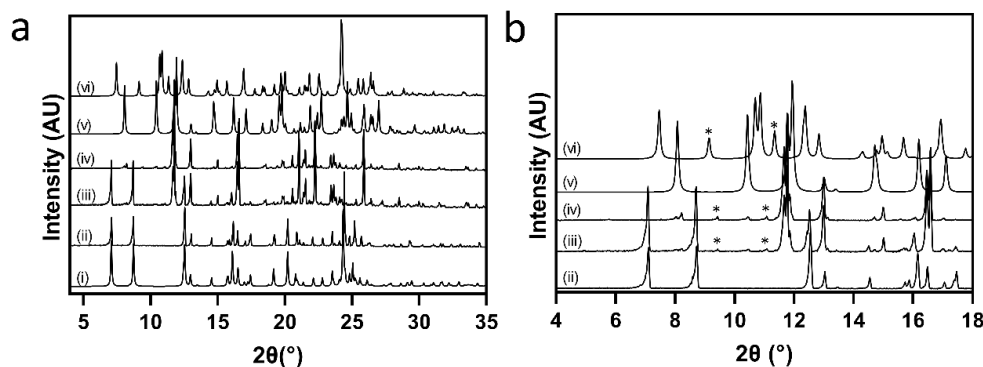 a
Intensity (AU)
(vi)
(v)
(iv)
(iii)
(ii)
(i)
5 10 15 20 25 30 35
2θ(°)
b
Intensity (AU)
(vi)
(v)
(iv)
(iii)
(ii)
* *
* *
* *
4 6 8 10 12 14 16 18
2θ (°)